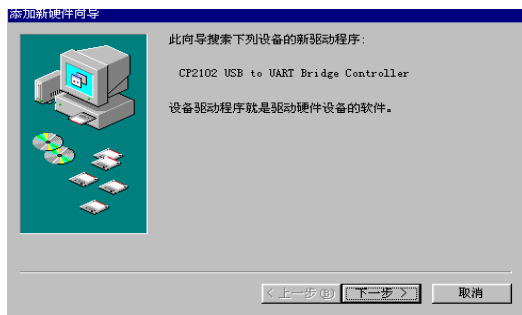 添加新硬件向导
此向导搜索下列设备的新驱动程序:
CP2102 USB to UART Bridge Controller
设备驱动程序就是驱动硬件设备的软件。
< 上一步(B) 下一步 > 取消